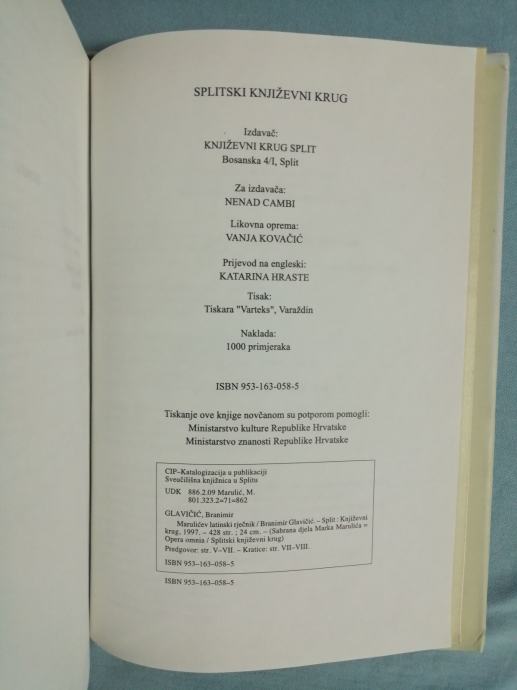 SPLITSKI KNJIŽEVNI KRUG
Izdavač:
KNJIŽEVNI KRUG SPLIT
Bosanska 4/I, Split
Za izdavača:
NENAD CAMBI
Likovna oprema:
VANJA KOVAČIĆ
Prijevod na engleski:
KATARINA HRASTE
Tisak:
Tiskara "Varteks", Varaždin
Naklada:
1000 primjeraka
ISBN 953-163-058-5
Tiskanje ove knjige novčanom su potporom pomogli:
Ministarstvo kulture Republike Hrvatske
Ministarstvo znanosti Republike Hrvatske
CIP–Katalogizacija u publikaciji
Sveučilišna knjižnica u Splitu
UDK 886.2.09 Marulić, M.
801.323.2=71=862
GLAVIČIĆ, Branimir
Marulićev latinski rječnik / Branimir Glavičić. – Split : Književni
krug, 1997. – 428 str. ; 24 cm. – (Sabrana djela Marka Marulića =
Opera omnia / Splitski književni krug)
Predgovor: str. V–VII. – Kratice: str. VII–VIII.
ISBN 953–163–058–5
ISBN 953–163–058–5